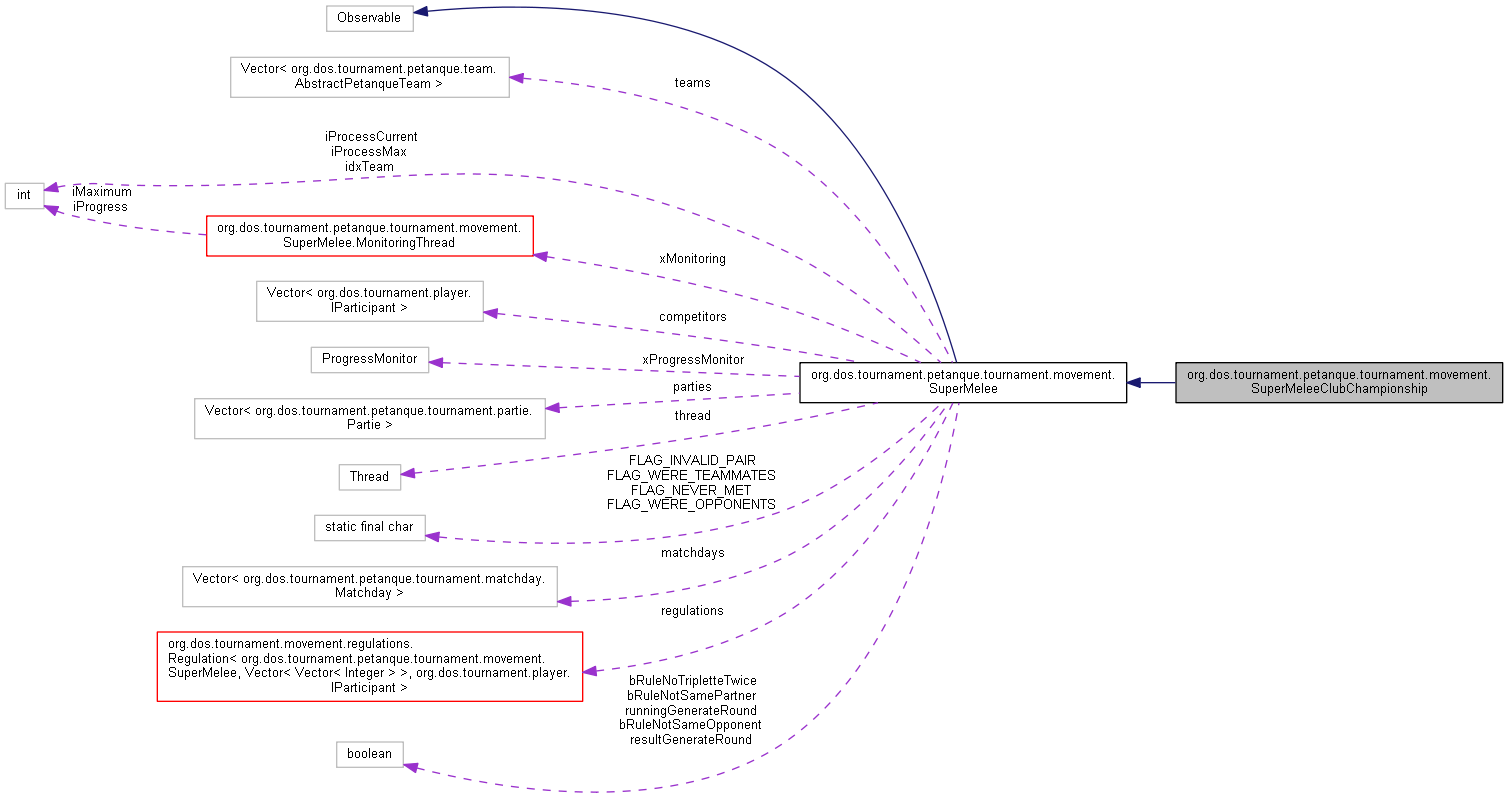 Observable
Vector< org.dos.tournament.petanque.team.
AbstractPetanqueTeam >
teams
iProcessCurrent
iProcessMax
idxTeam
int
iMaximum
iProgress
org.dos.tournament.petanque.tournament.movement.
SuperMelee.MonitoringThread
xMonitoring
Vector< org.dos.tournament.player.
IParticipant >
competitors
ProgressMonitor
xProgressMonitor
org.dos.tournament.petanque.tournament.movement.
SuperMelee
org.dos.tournament.petanque.tournament.movement.
SuperMeleeClubChampionship
parties
Vector< org.dos.tournament.petanque.tournament.partie.
Partie >
thread
Thread
FLAG_INVALID_PAIR
FLAG_WERE_TEAMMATES
FLAG_NEVER_MET
FLAG_WERE_OPPONENTS
static final char
matchdays
Vector< org.dos.tournament.petanque.tournament.matchday.
Matchday >
regulations
org.dos.tournament.movement.regulations.
Regulation< org.dos.tournament.petanque.tournament.movement.
SuperMelee, Vector< Vector< Integer > >, org.dos.tournament.player.
IParticipant >
bRuleNoTripletteTwice
bRuleNotSamePartner
runningGenerateRound
bRuleNotSameOpponent
resultGenerateRound
boolean